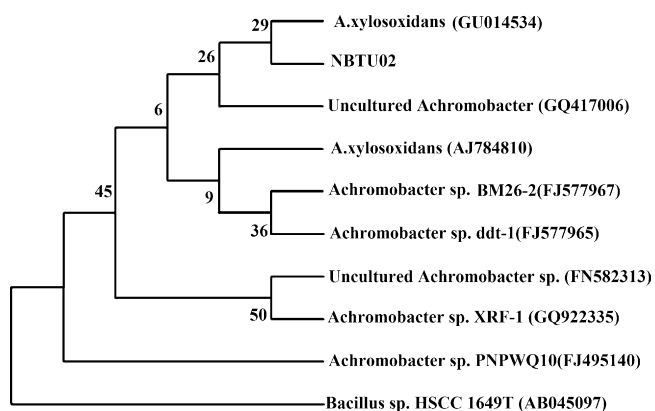 29
A.xylosoxidans (GU014534)
26
NBTU02
6
Uncultured Achromobacter (GQ417006)
A.xylosoxidans (AJ784810)
45
9
Achromobacter sp. BM26-2(FJ577967)
36
Achromobacter sp. ddt-1(FJ577965)
Uncultured Achromobacter sp. (FN582313)
50
Achromobacter sp. XRF-1 (GQ922335)
Achromobacter sp. PNPWQ10(FJ495140)
Bacillus sp. HSCC 1649T (AB045097)